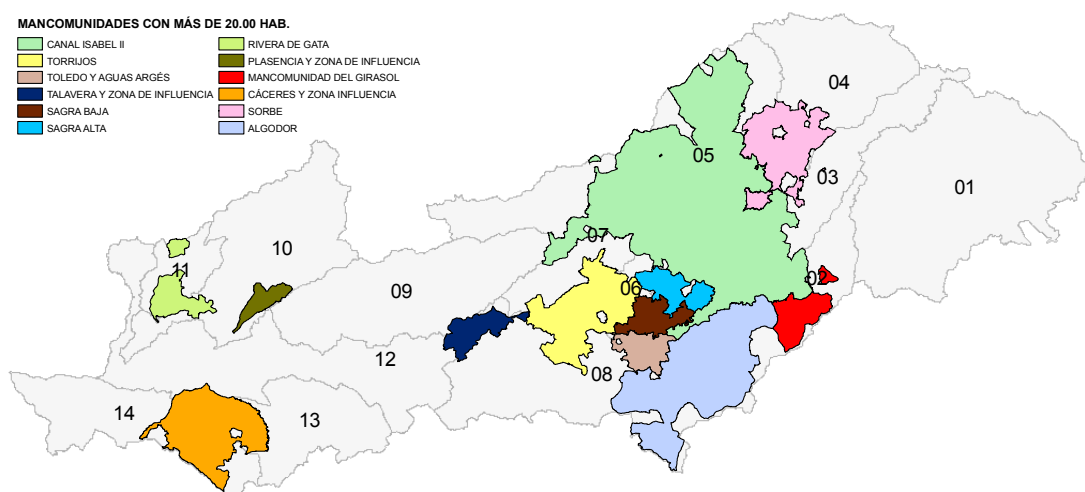 MANCOMUNIDADES CON MÁS DE 20.00 HAB.
CANAL ISABEL II
TORRIJOS
TOLEDO Y AGUAS ARGÉS
TALAVERA Y ZONA DE INFLUENCIA
SAGRA BAJA
SAGRA ALTA
RIVERA DE GATA
PLASENCIA Y ZONA DE INFLUENCIA
MANCOMUNIDAD DEL GIRASOL
CÁCERES Y ZONA INFLUENCIA
SORBE
ALGODOR
04
05
03
01
07
10
11
02
06
09
12
08
14
13